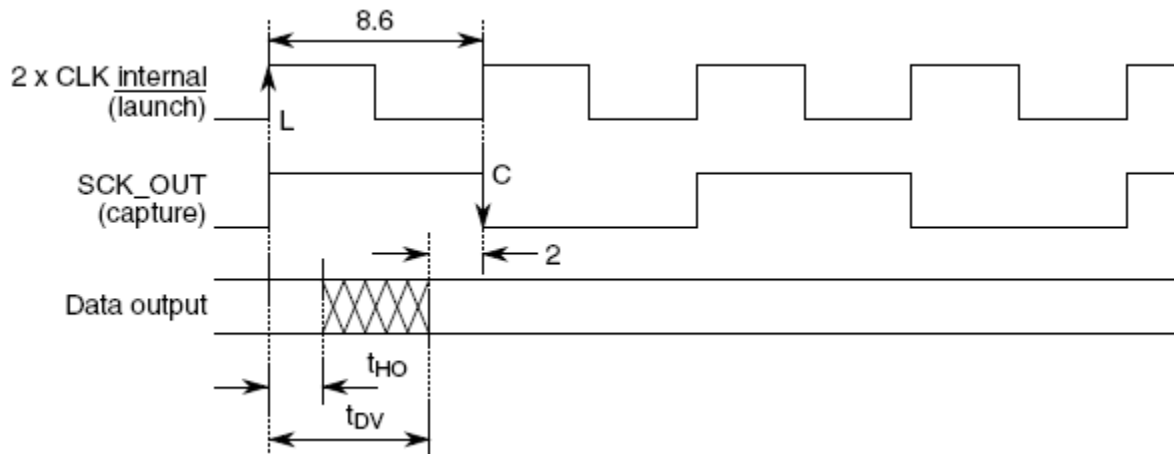 8.6
2 x CLK internal
(launch)
L
SCK_OUT
(capture)
C
2
Data output
tHO
tDV